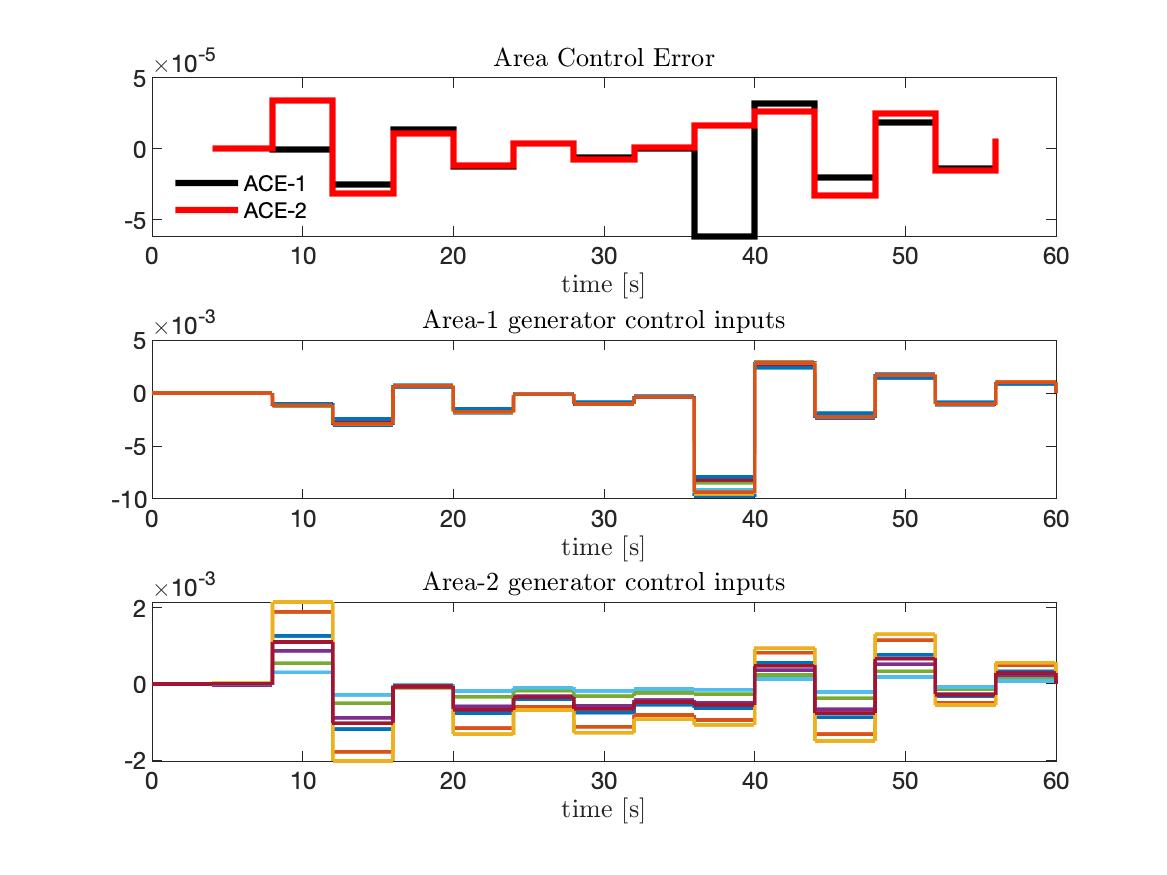 Area Control Error
×10-5
5
0
-5
ACE-1
ACE-2
0 10 20 30 40 50 60
time [s]
Area-1 generator control inputs
×10-3
5
0
-5
-10
0 10 20 30 40 50 60
time [s]
Area-2 generator control inputs
×10-3
2
0
-2
0 10 20 30 40 50 60
time [s]